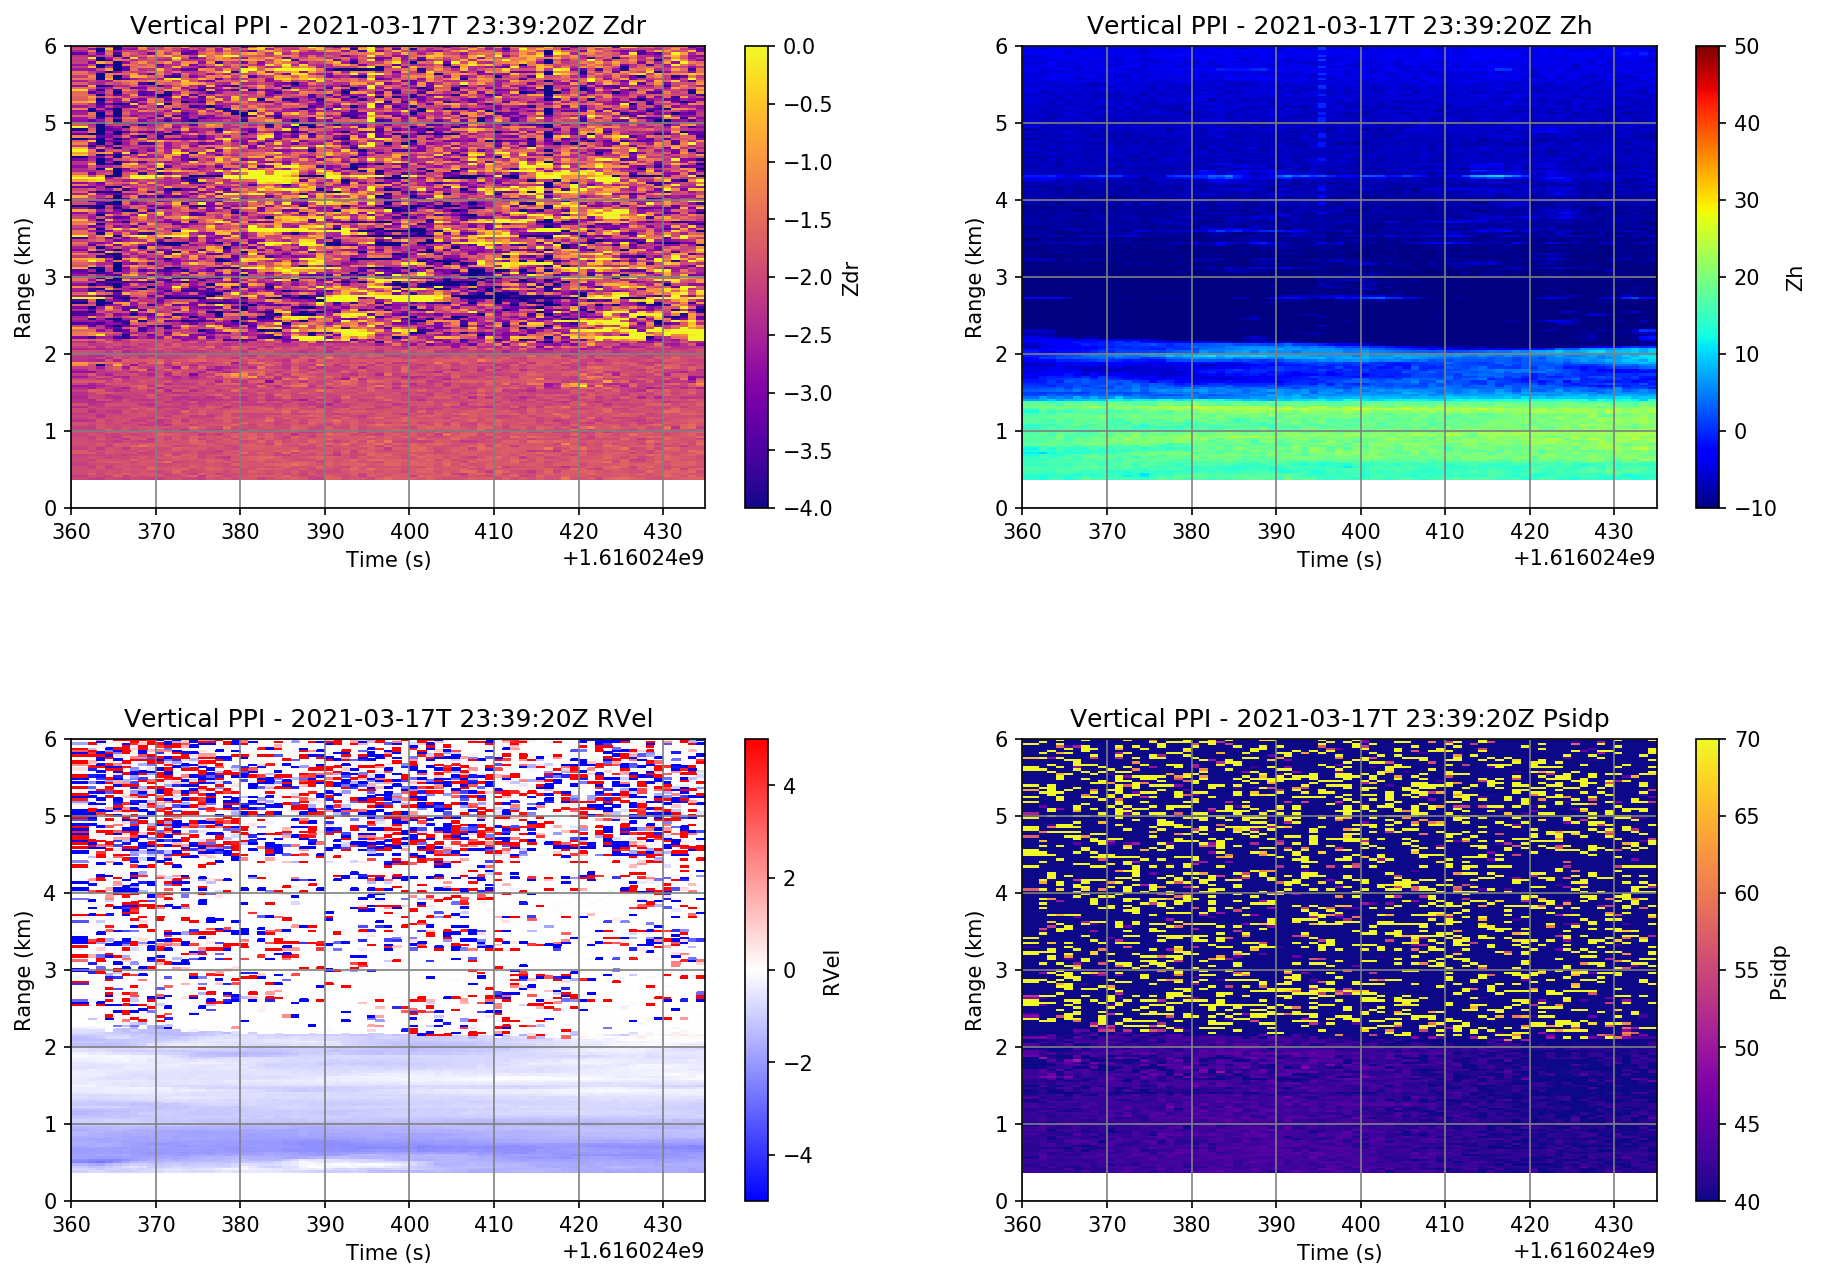 Vertical PPI - 2021-03-17T 23:39:20Z Zdr
6
5
4
3
2
1
0
Range (km)
360 370 380 390 400 410 420 430
Time (s)
+1.616024e9
0.0
−0.5
−1.0
−1.5
−2.0
−2.5
−3.0
−3.5
−4.0
Zdr
Vertical PPI - 2021-03-17T 23:39:20Z Zh
6
5
4
3
2
1
0
Range (km)
360 370 380 390 400 410 420 430
Time (s)
+1.616024e9
50
40
30
20
10
0
−10
Zh
Vertical PPI - 2021-03-17T 23:39:20Z RVel
6
5
4
3
2
1
0
Range (km)
360 370 380 390 400 410 420 430
Time (s)
+1.616024e9
4
2
0
−2
−4
RVel
Vertical PPI - 2021-03-17T 23:39:20Z Psidp
6
5
4
3
2
1
0
Range (km)
360 370 380 390 400 410 420 430
Time (s)
+1.616024e9
70
65
60
55
50
45
40
Psidp